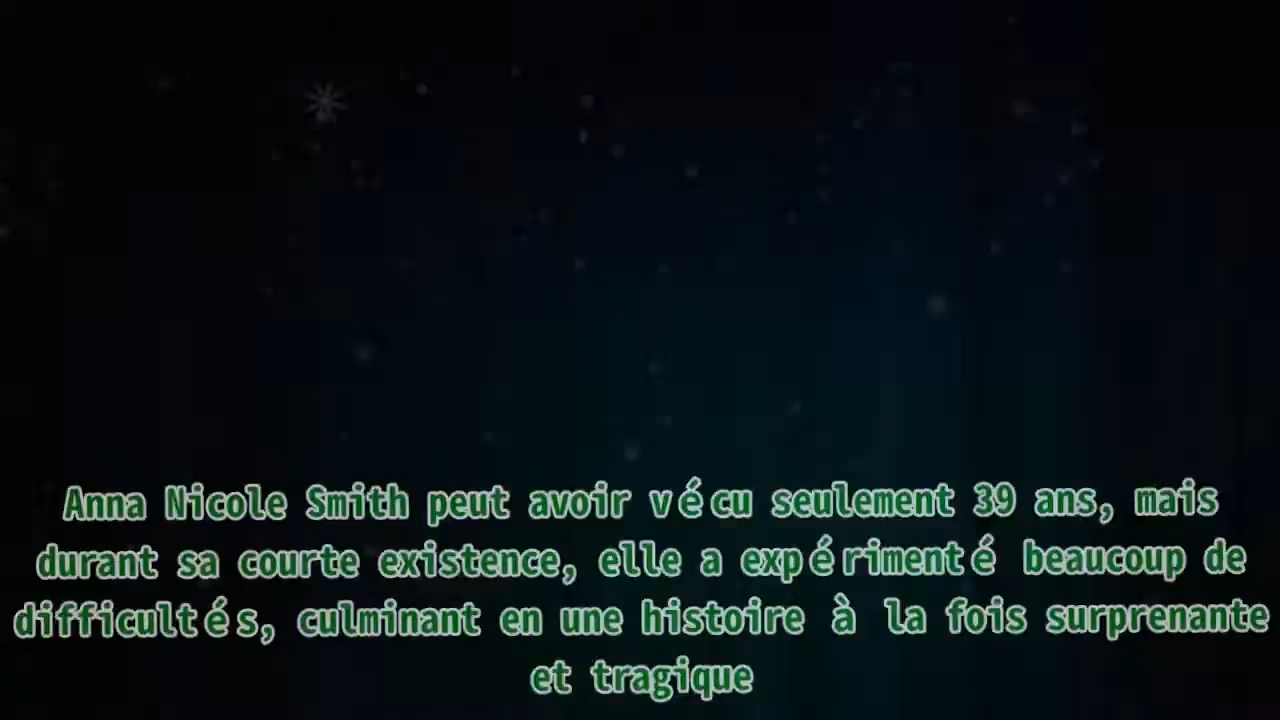 Anna Nicole Smith peut avoir vécu seulement 39 ans, mais
durant sa courte existence, elle a expérimenté beaucoup de
difficultés, culminant en une histoire à la fois surprenante
et tragique